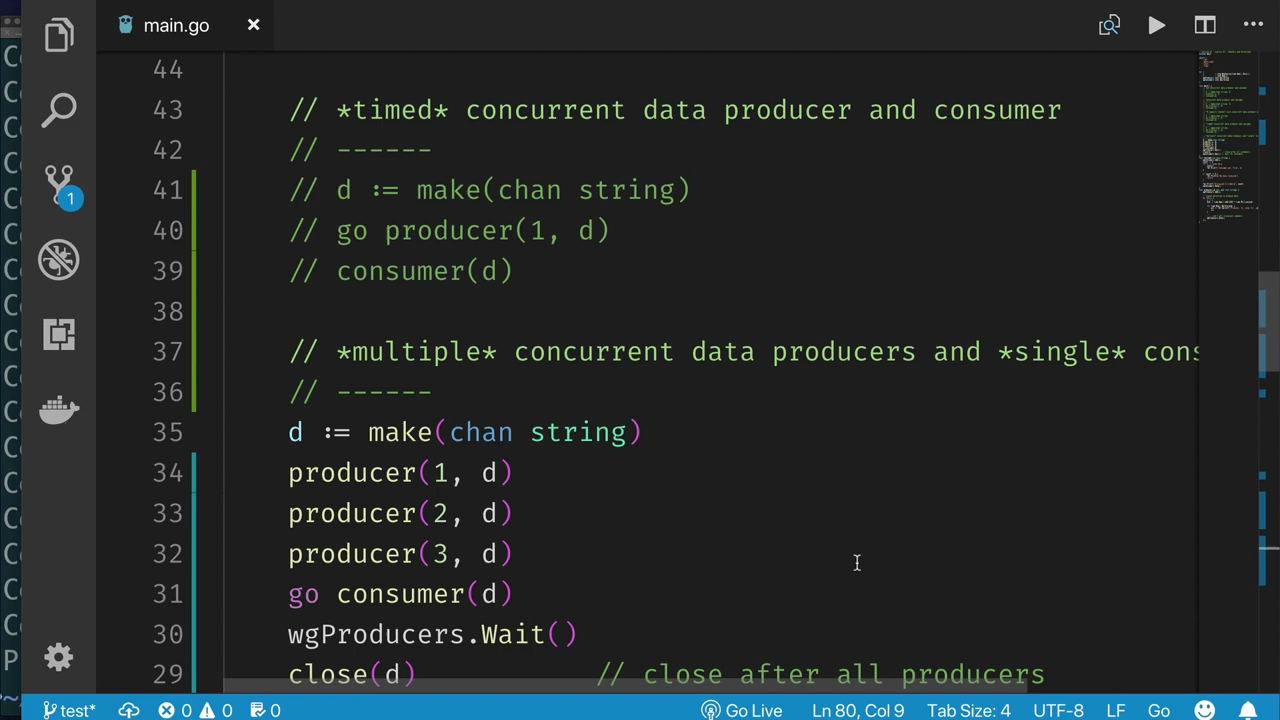 main.go
44
43 // *timed* concurrent data producer and consumer
42 // ------
41 // d := make(chan string)
40 // go producer(1, d)
39 // consumer(d)
38
37 // *multiple* concurrent data producers and *single* cons
36 // ------
35 d := make(chan string)
34 producer(1, d)
33 producer(2, d)
32 producer(3, d)
31 go consumer(d)
30 wgProducers.Wait()
29 close(d) // close after all producers
1
test* 0 0 0 Go Live Ln 80, Col 9 Tab Size: 4 UTF-8 LF Go